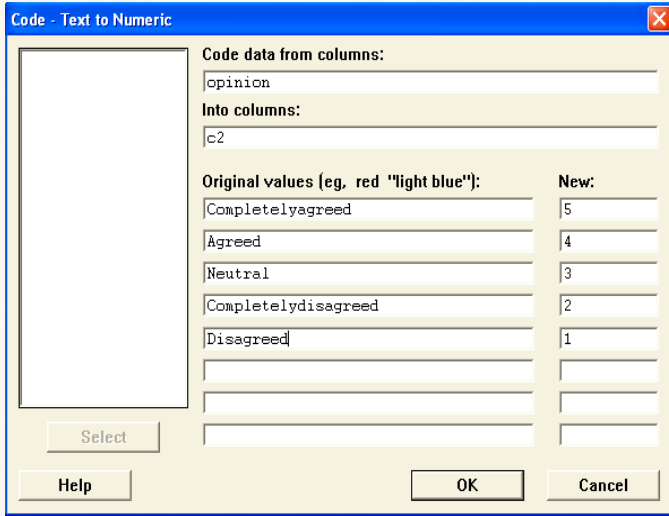 Code - Text to Numeric
Code data from columns:
opinion
Into columns:
c2
Original values (eg, red "light blue"): New:
Completelyagreed 5
Agreed 4
Neutral 3
Completelydisagreed 2
Disagreed 1
Select
Help OK Cancel